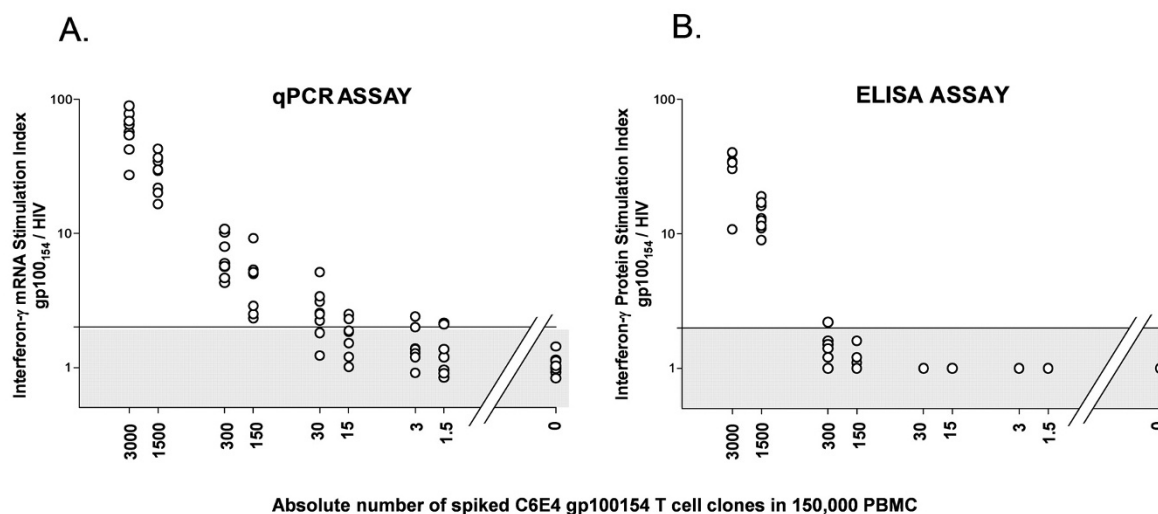 A.
qPCR ASSAY
Interferon-γ mRNA Stimulation Index
gp100₁₅₄ / HIV
100
10
1
3000
1500
300
150
30
15
3
1.5
0
B.
ELISA ASSAY
Interferon-γ Protein Stimulation Index
gp100₁₅₄ / HIV
100
10
1
3000
1500
300
150
30
15
3
1.5
0
Absolute number of spiked C6E4 gp100154 T cell clones in 150,000 PBMC